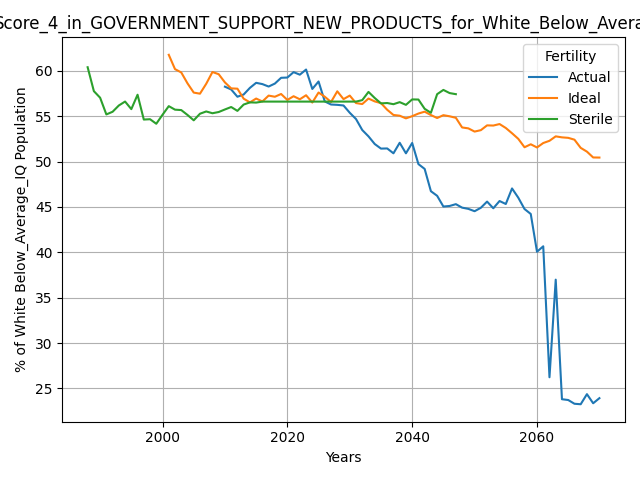 Score_4_in_GOVERNMENT_SUPPORT_NEW_PRODUCTS_for_White_Below_Avera
Fertility
Actual
Ideal
Sterile
% of White Below_Average_IQ Population
60
55
50
45
40
35
30
25
2000
2020
2040
2060
Years